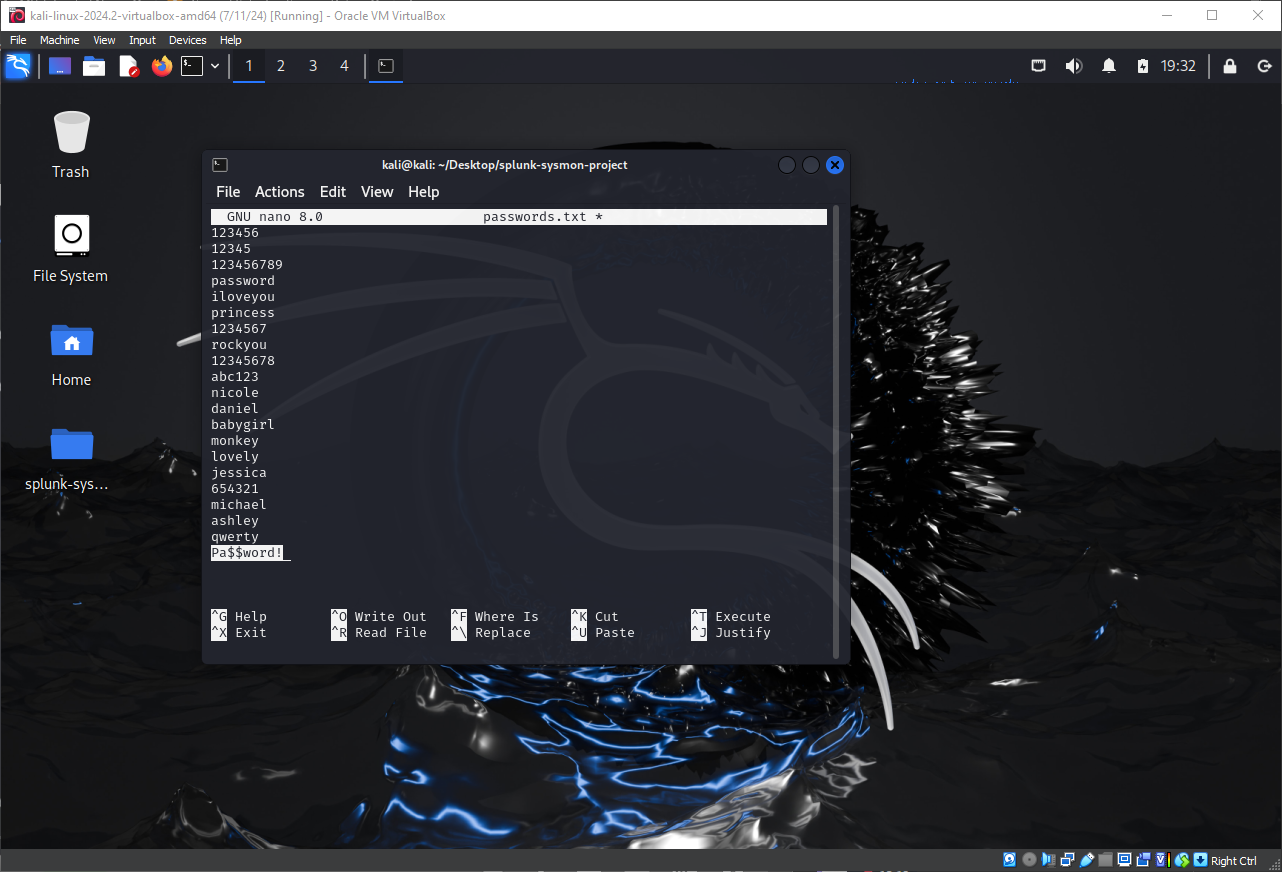 kali-linux-2024.2-virtualbox-amd64 (7/11/24) [Running] - Oracle VM VirtualBox
File Machine View Input Devices Help
1 2 3 4 19:32
Trash
File System
Home
splunk-sys...
kali@kali: ~/Desktop/splunk-sysmon-project
File Actions Edit View Help
GNU nano 8.0 passwords.txt *
123456
12345
123456789
password
iloveyou
princess
1234567
rockyou
12345678
abc123
nicole
daniel
babygirl
monkey
lovely
jessica
654321
michael
ashley
qwerty
Pa$$word!
^G Help ^O Write Out ^F Where Is ^K Cut ^T Execute
^X Exit ^R Read File ^\ Replace ^U Paste ^J Justify
Right Ctrl